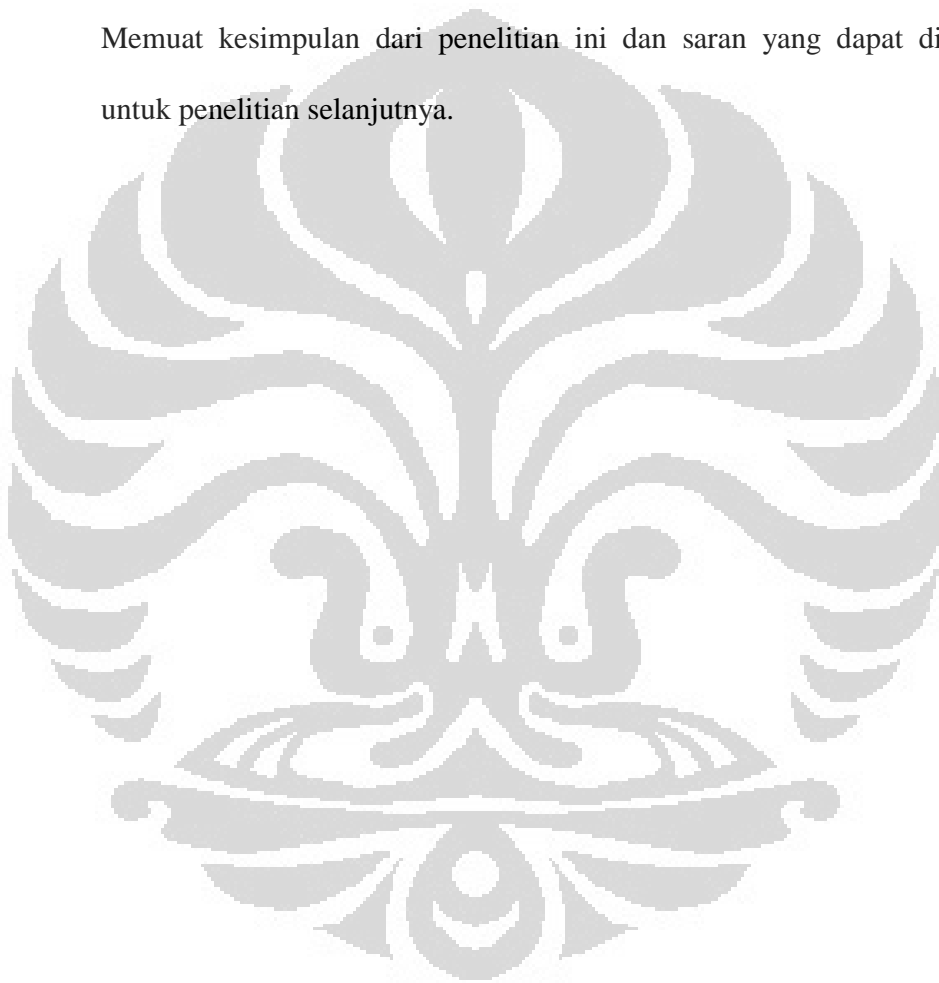 Memuat kesimpulan dari penelitian ini dan saran yang dapat di
untuk penelitian selanjutnya.